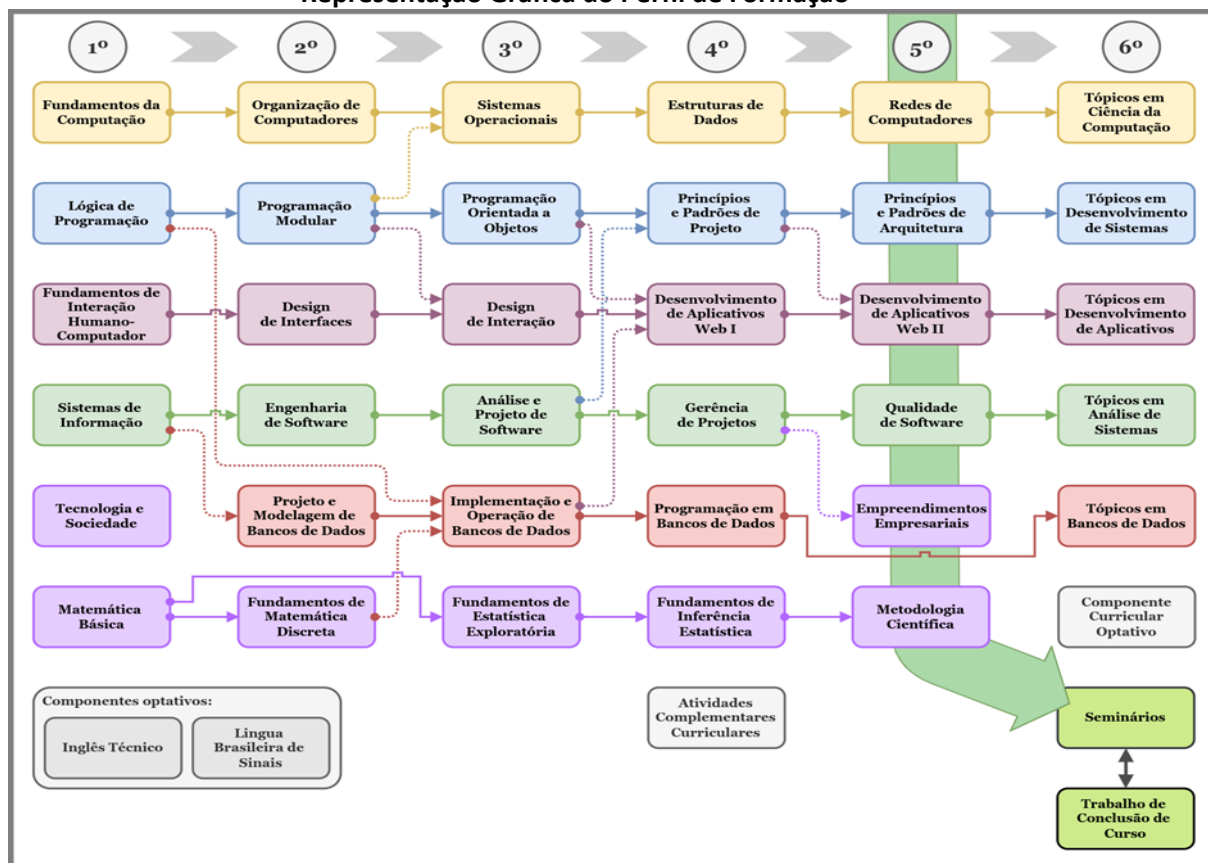 Representação Gráfica do Perfil de Formação
1º
2º
3º
4º
5º
6º
Fundamentos da
Computação
Organização de
Computadores
Sistemas
Operacionais
Estruturas de
Dados
Redes de
Computadores
Tópicos em
Ciência da
Computação
Lógica de
Programação
Programação
Modular
Programação
Orientada a
Objetos
Princípios
e Padrões de
Projeto
Princípios
e Padrões de
Arquitetura
Tópicos em
Desenvolvimento
de Sistemas
Fundamentos de
Interação
Humano-
Computador
Design
de Interfaces
Design
de Interação
Desenvolvimento
de Aplicativos
Web I
Desenvolvimento
de Aplicativos
Web II
Tópicos em
Desenvolvimento
de Aplicativos
Sistemas de
Informação
Engenharia
de Software
Análise e
Projeto de
Software
Gerência
de Projetos
Qualidade
de Software
Tópicos em
Análise de
Sistemas
Tecnologia e
Sociedade
Projeto e
Modelagem de
Bancos de Dados
Implementação e
Operação de
Bancos de Dados
Programação em
Bancos de Dados
Empreendimentos
Empresariais
Tópicos em
Bancos de Dados
Matemática
Básica
Fundamentos de
Matemática
Discreta
Fundamentos de
Estatística
Exploratória
Fundamentos de
Inferência
Estatística
Metodologia
Científica
Componente
Curricular
Optativo
Componentes optativos:
Inglês Técnico
Lingua
Brasileira de
Sinais
Atividades
Complementares
Curriculares
Seminários
Trabalho de
Conclusão de
Curso